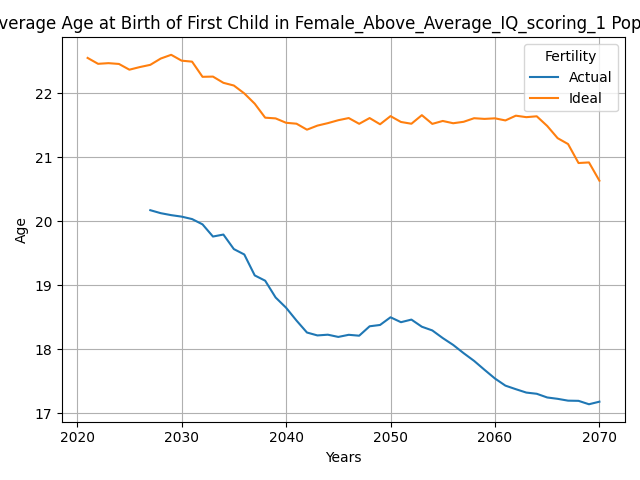 verage Age at Birth of First Child in Female_Above_Average_IQ_scoring_1 Pop
Fertility
Actual
Ideal
22
21
20
19
18
17
Age
2020 2030 2040 2050 2060 2070
Years